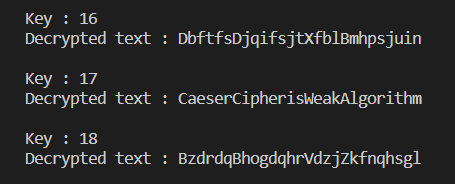 Key : 16
Decrypted text : DbftfsDjqifsjtXfblBmhpsjuin
Key : 17
Decrypted text : CaeserCipherisWeakAlgorithm
Key : 18
Decrypted text : BzdrdqBhogdqhrVdzjZkfnqhsgl